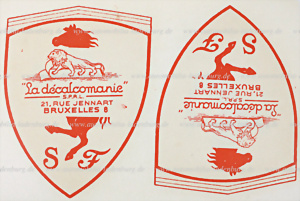 "la décalcomanie"
S.P.R.L.
21, RUE JENNART
BRUXELLES 8
S F
S F
"la décalcomanie"
S.P.R.L.
21, RUE JENNART
BRUXELLES 8